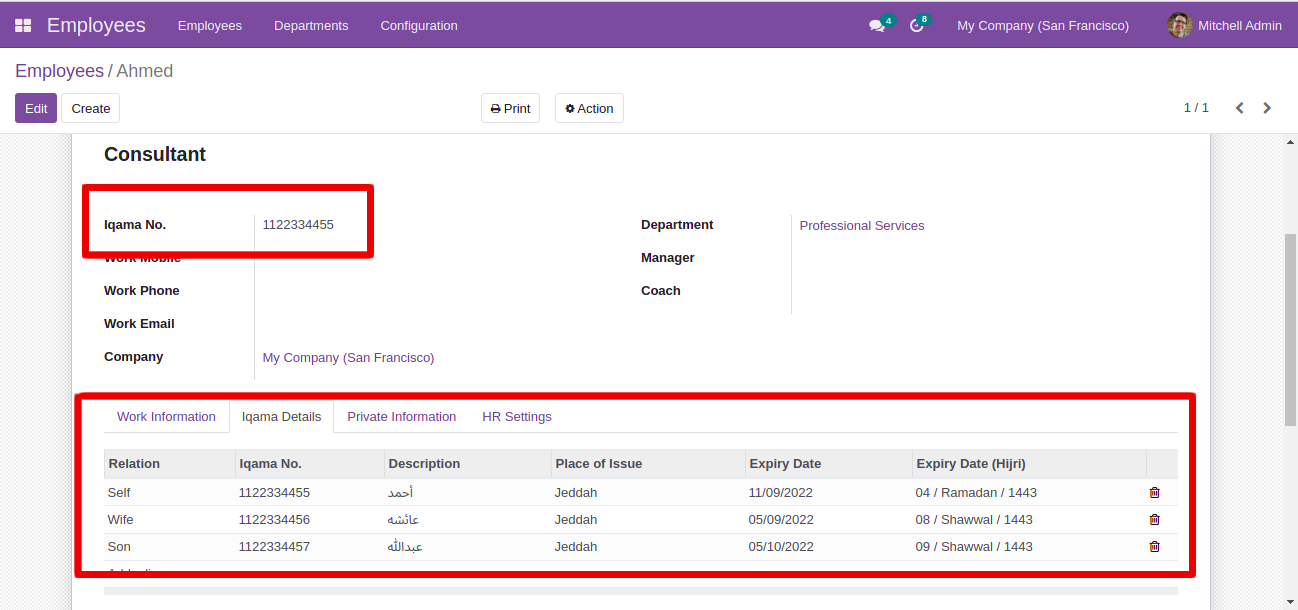 Employees Employees Departments Configuration 4 8 My Company (San Francisco) Mitchell Admin
Employees / Ahmed
Edit Create Print Action 1 / 1
Consultant
Iqama No. 1122334455 Department Professional Services
Work Mobile Manager
Work Phone Coach
Work Email
Company My Company (San Francisco)
Work Information Iqama Details Private Information HR Settings
Relation Iqama No. Description Place of Issue Expiry Date Expiry Date (Hijri)
Self 1122334455 أحمد Jeddah 11/09/2022 04 / Ramadan / 1443
Wife 1122334456 عائشه Jeddah 05/09/2022 08 / Shawwal / 1443
Son 1122334457 عبدالله Jeddah 05/10/2022 09 / Shawwal / 1443